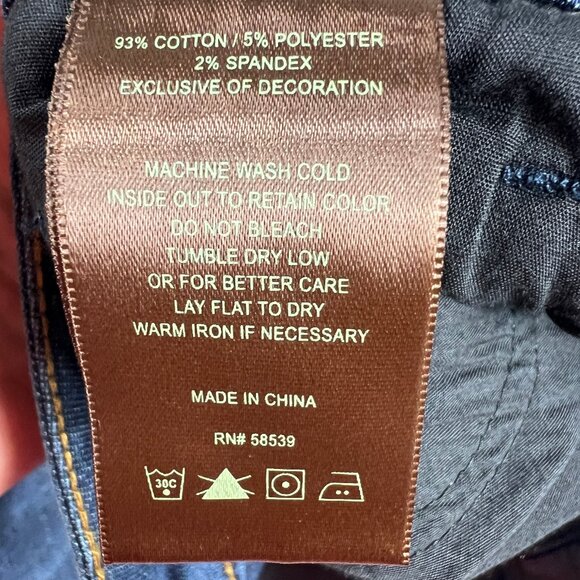 93% COTTON / 5% POLYESTER
2% SPANDEX
EXCLUSIVE OF DECORATION
MACHINE WASH COLD
INSIDE OUT TO RETAIN COLOR
DO NOT BLEACH
TUMBLE DRY LOW
OR FOR BETTER CARE
LAY FLAT TO DRY
WARM IRON IF NECESSARY
MADE IN CHINA
RN# 58539
30C